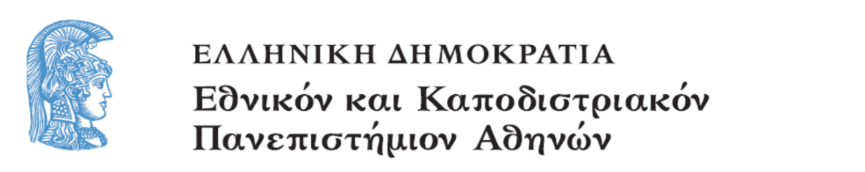 ΕΛΛΗΝΙΚΗ ΔΗΜΟΚΡΑΤΙΑ
Εθνικόν και Καποδιστριακόν
Πανεπιστήμιον Αθηνών